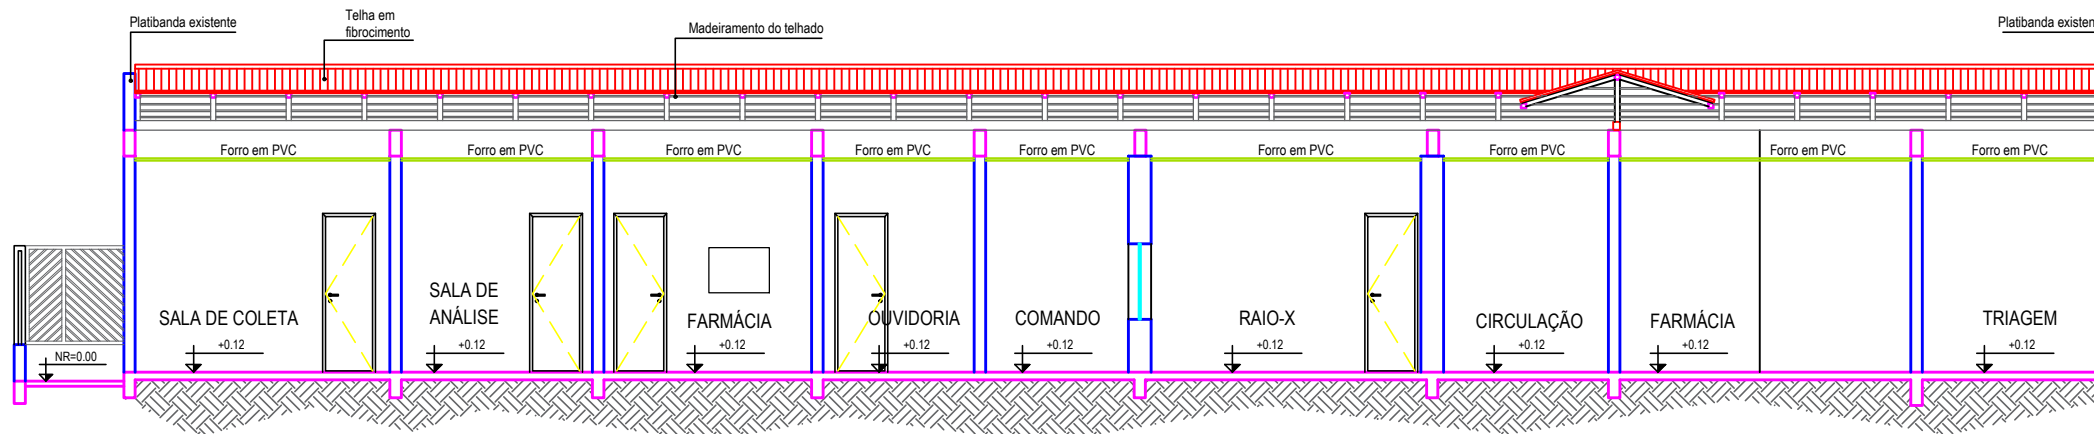 Platibanda existente
Telha em
fibrocimento
Madeiramento do telhado
Platibanda existen
Forro em PVC
Forro em PVC
Forro em PVC
Forro em PVC
Forro em PVC
Forro em PVC
Forro em PVC
Forro em PVC
Forro em PVC
SALA DE COLETA
SALA DE
ANÁLISE
FARMÁCIA
OUVIDORIA
COMANDO
RAIO-X
CIRCULAÇÃO
FARMÁCIA
TRIAGEM
NR=0.00
+0.12
+0.12
+0.12
+0.12
+0.12
+0.12
+0.12
+0.12
+0.12